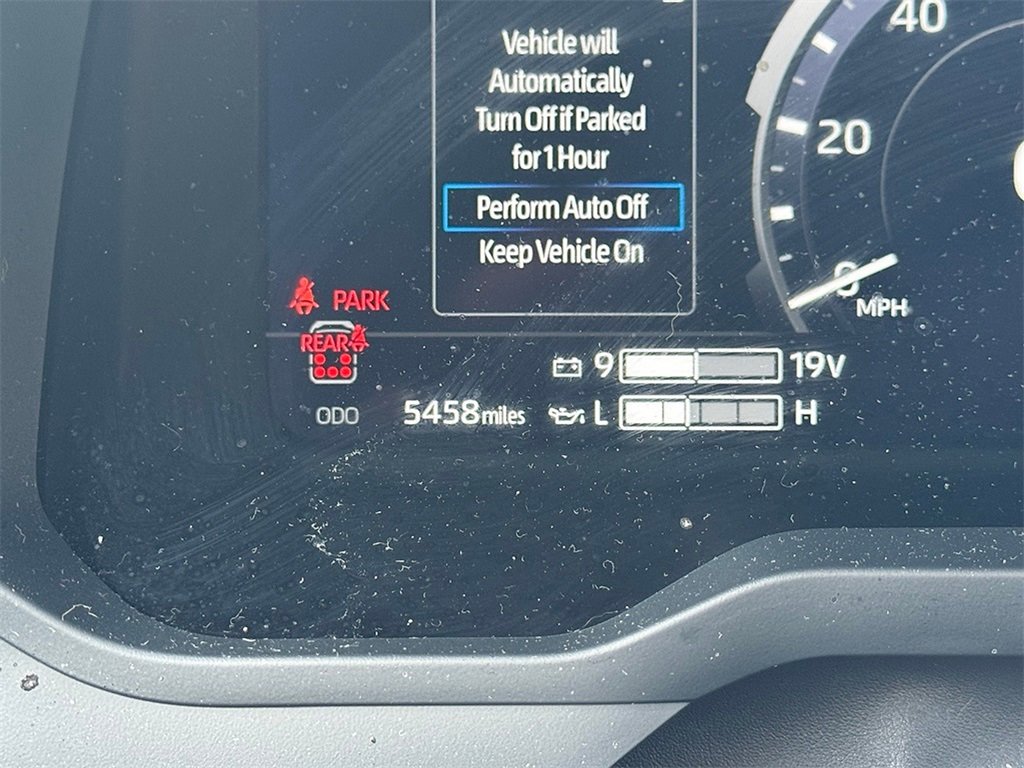 Vehicle will
Automatically
Turn Off if Parked
for 1 Hour
Perform Auto Off
Keep Vehicle On
40
20
0
MPH
PARK
REAR
9 19V
ODO 5458 miles L H